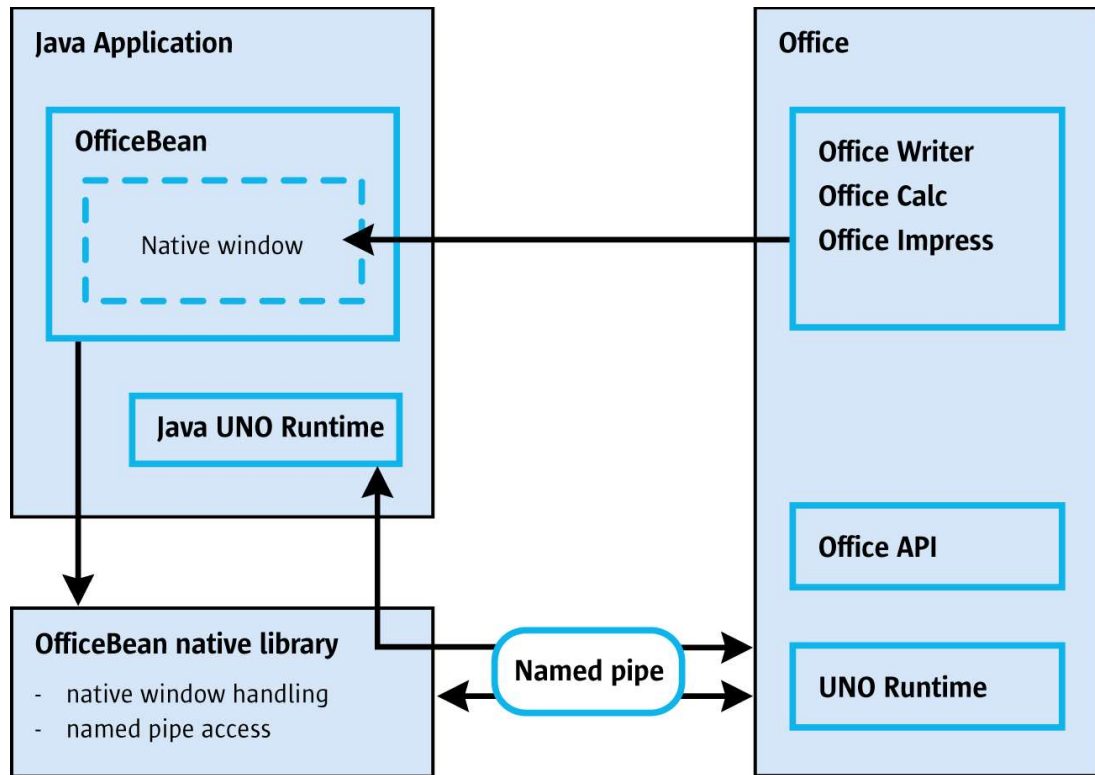 Java Application
OfficeBean
Native window
Java UNO Runtime
OfficeBean native library
- native window handling
- named pipe access
Named pipe
Office
Office Writer
Office Calc
Office Impress
Office API
UNO Runtime